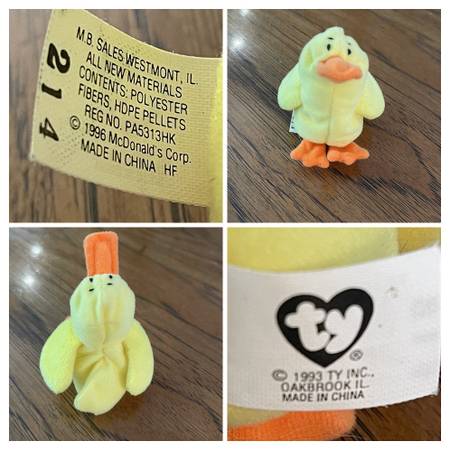 M.B. SALES WESTMONT, IL.
ALL NEW MATERIALS
CONTENTS: POLYESTER
FIBERS, HDPE PELLETS
REG NO. PA5313HK
© 1996 McDonald's Corp.
MADE IN CHINA HF
214
ty
®
© 1993 TY INC.,
OAKBROOK IL.
MADE IN CHINA